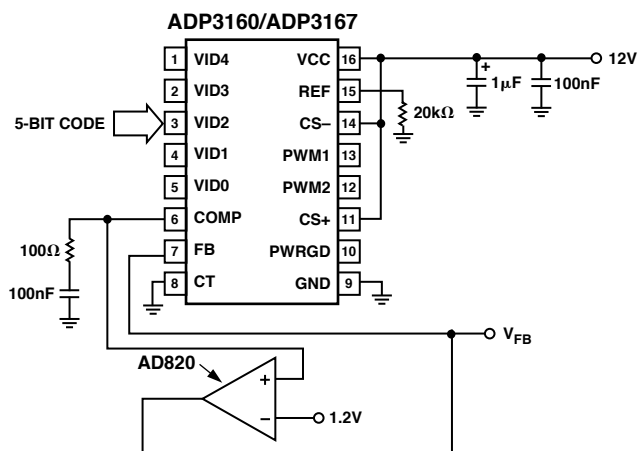 ADP3160/ADP3167
1 VID4
VCC 16
12V
2 VID3
REF 15
1μF
100nF
5-BIT CODE
3 VID2
CS– 14
20kΩ
4 VID1
PWM1 13
5 VID0
PWM2 12
6 COMP
CS+ 11
100Ω
7 FB
PWRGD 10
100nF
8 CT
GND 9
VFB
AD820
+
–
1.2V